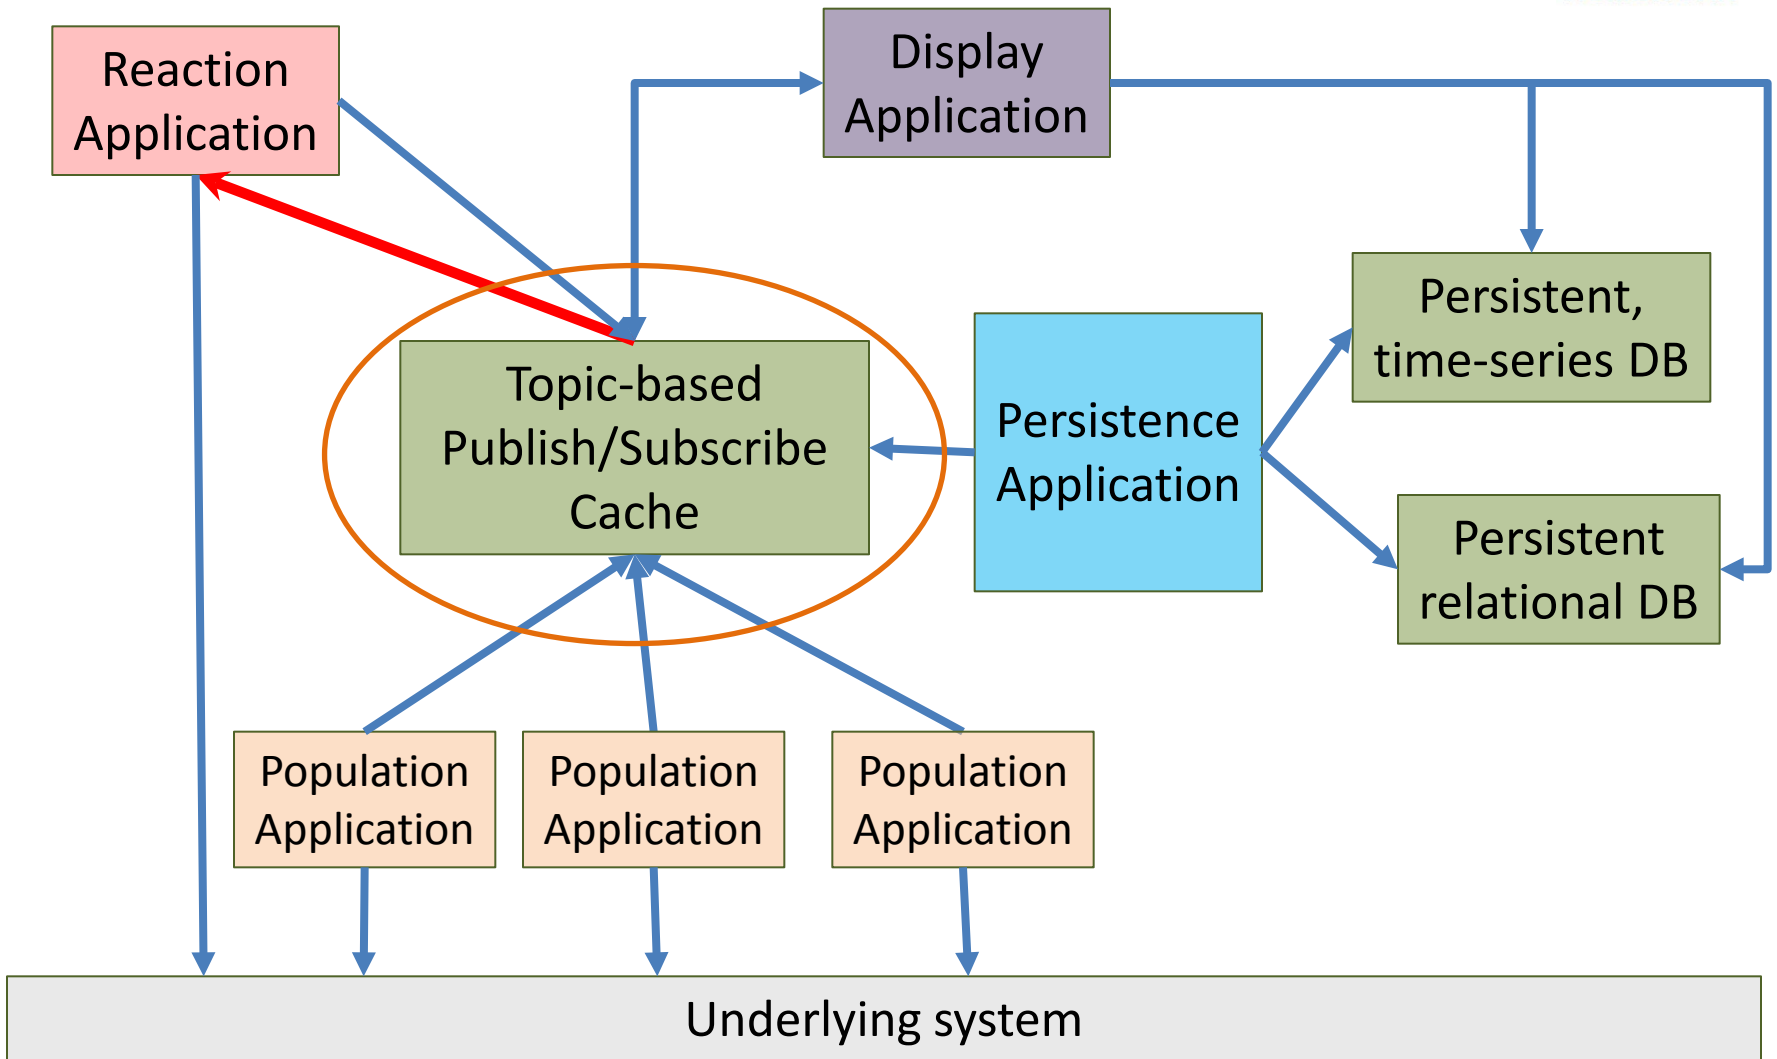 Reaction
Application
Display
Application
Persistent,
time-series DB
Topic-based
Publish/Subscribe
Cache
Persistence
Application
Persistent
relational DB
Population
Application
Population
Application
Population
Application
Underlying system